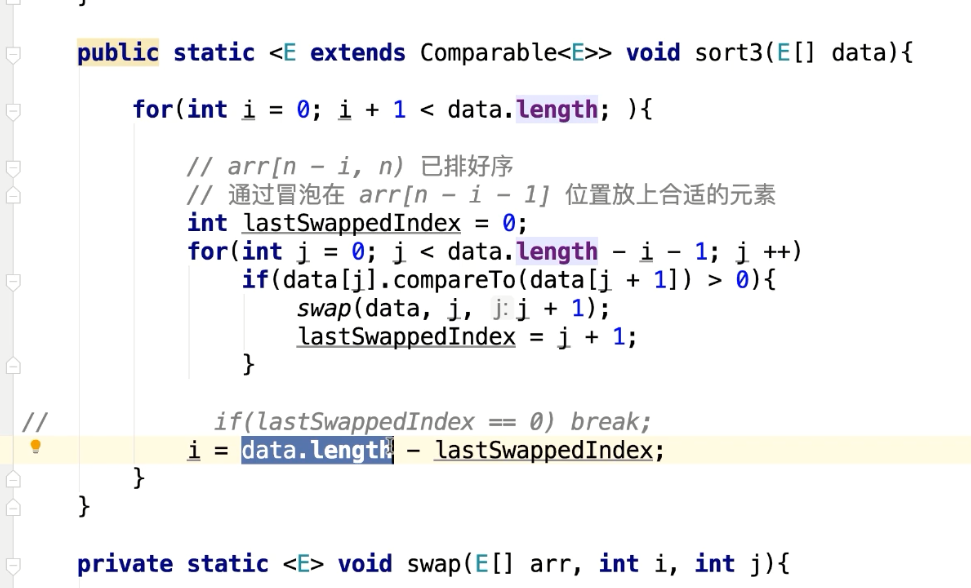 }
public static <E extends Comparable<E>> void sort3(E[] data){
for(int i = 0; i + 1 < data.length; ){
// arr[n - i, n) 已排好序
// 通过冒泡在 arr[n - i - 1] 位置放上合适的元素
int lastSwappedIndex = 0;
for(int j = 0; j < data.length - i - 1; j ++)
if(data[j].compareTo(data[j + 1]) > 0){
swap(data, j, j: j + 1);
lastSwappedIndex = j + 1;
}
// if(lastSwappedIndex == 0) break;
i = data.length - lastSwappedIndex;
}
}
private static <E> void swap(E[] arr, int i, int j){